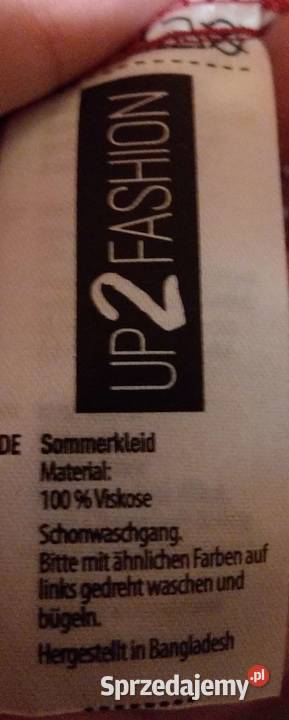 UP2FASHION
DE Sommerkleid
Material:
100 % Viskose
Schonwaschgang.
Bitte mit ähnlichen Farben auf
links gedreht waschen und
bügeln.
Hergestellt in Bangladesh
Sprzedajemy.pl